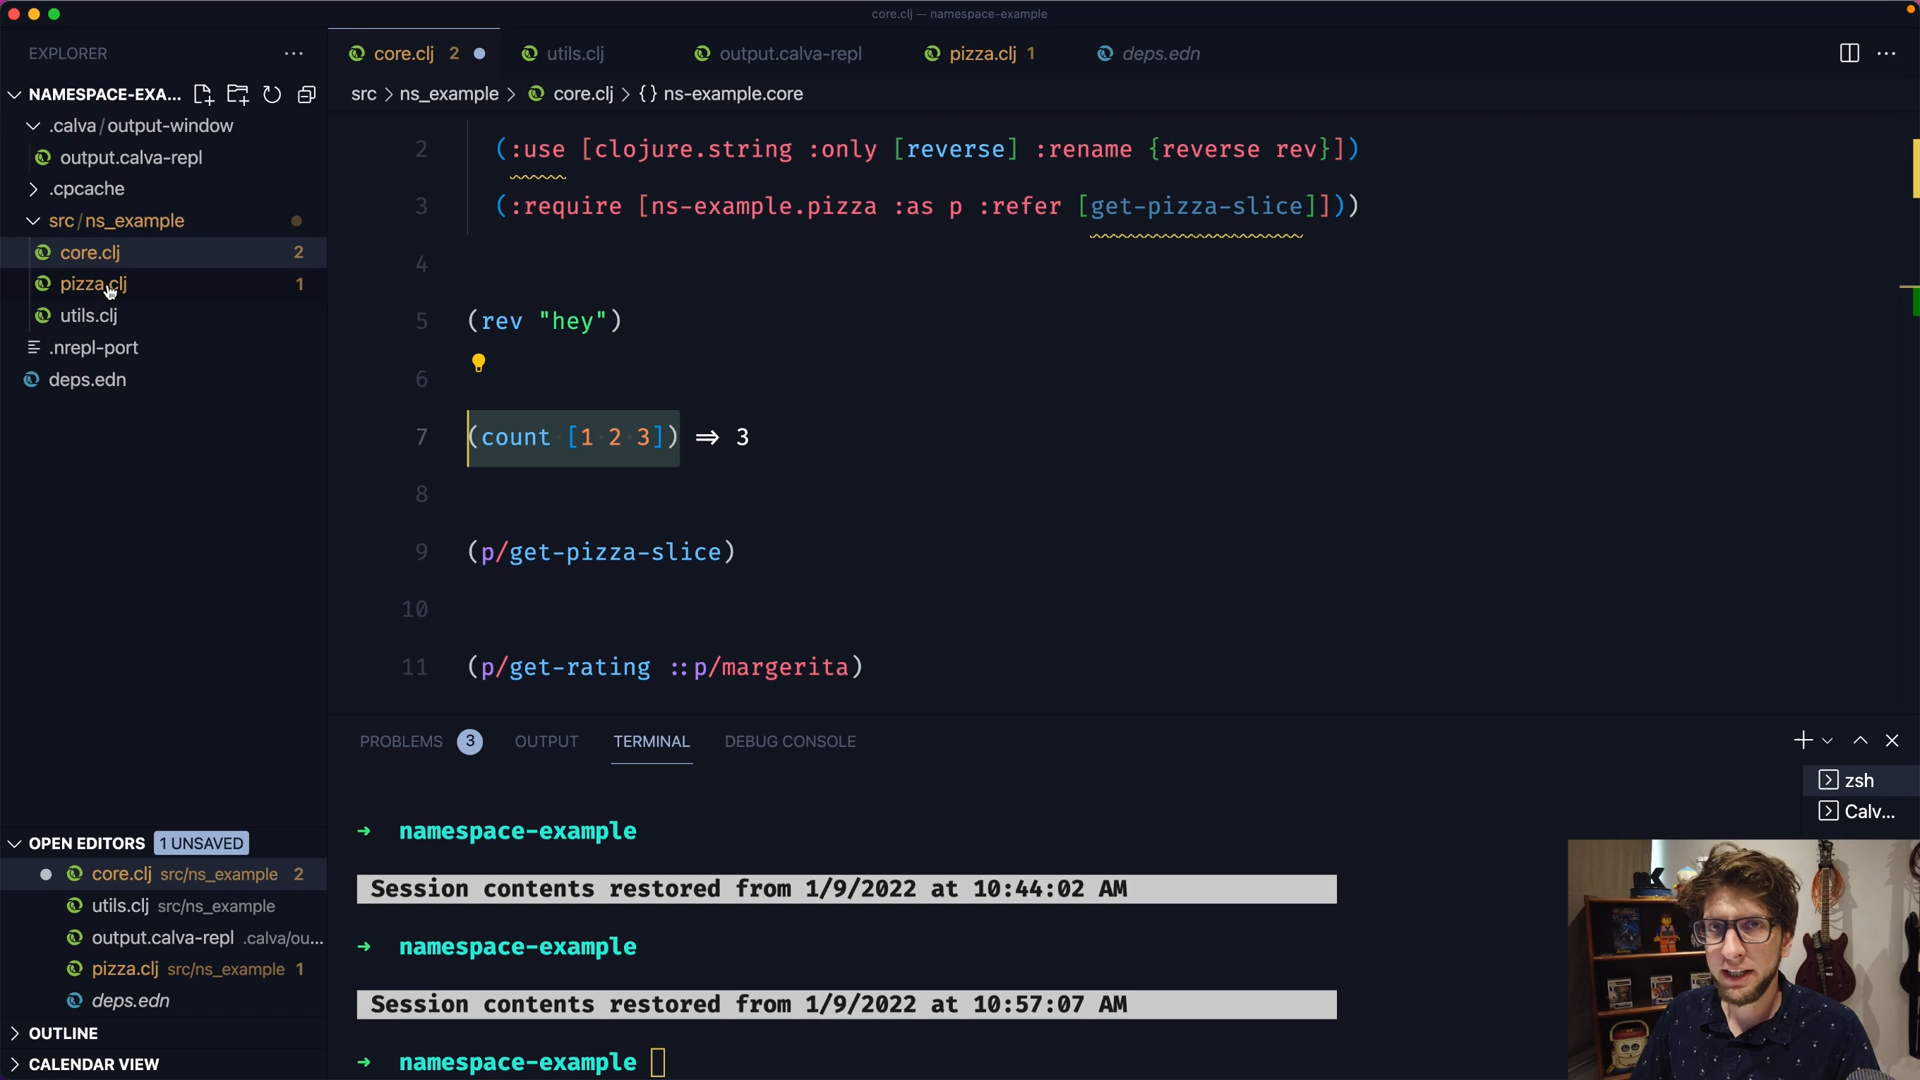 core.clj — namespace-example
EXPLORER
NAMESPACE-EXA...
.calva/output-window
output.calva-repl
.cpcache
src/ns_example
core.clj 2
pizza.clj 1
utils.clj
.nrepl-port
deps.edn
OPEN EDITORS 1 UNSAVED
core.clj src/ns_example 2
utils.clj src/ns_example
output.calva-repl .calva/ou...
pizza.clj src/ns_example 1
deps.edn
OUTLINE
CALENDAR VIEW
core.clj 2 utils.clj output.calva-repl pizza.clj 1 deps.edn
src > ns_example > core.clj > {} ns-example.core
2 (:use [clojure.string :only [reverse] :rename {reverse rev}])
3 (:require [ns-example.pizza :as p :refer [get-pizza-slice]]))
4
5 (rev "hey")
6
7 (count [1 2 3]) => 3
8
9 (p/get-pizza-slice)
10
11 (p/get-rating ::p/margerita)
PROBLEMS 3 OUTPUT TERMINAL DEBUG CONSOLE
zsh
Calv...
→ namespace-example
Session contents restored from 1/9/2022 at 10:44:02 AM
→ namespace-example
Session contents restored from 1/9/2022 at 10:57:07 AM
→ namespace-example